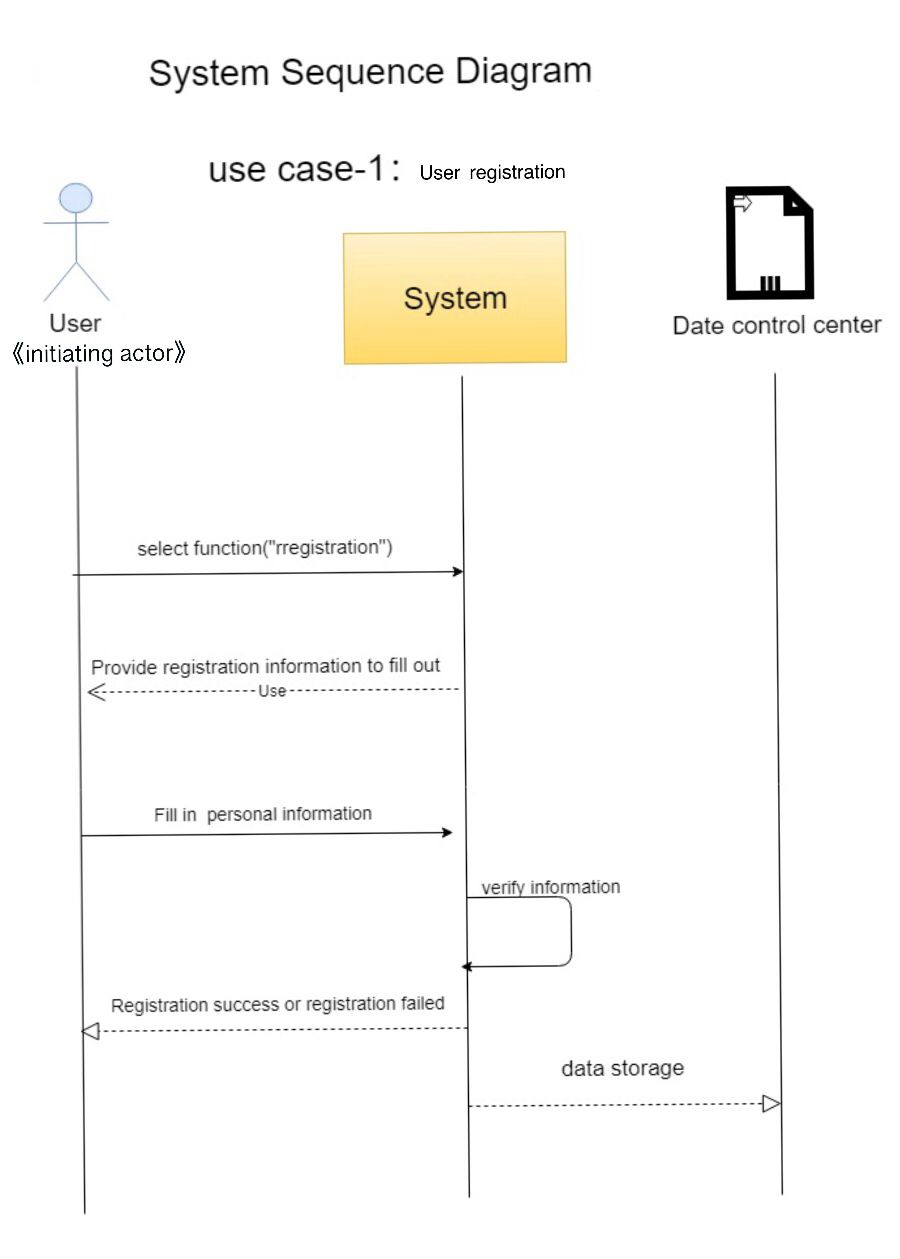 System Sequence Diagram
use case-1: User registration
System
User
《initiating actor》
Date control center
select function("rregistration")
Provide registration information to fill out
Use
Fill in personal information
verify information
Registration success or registration failed
data storage